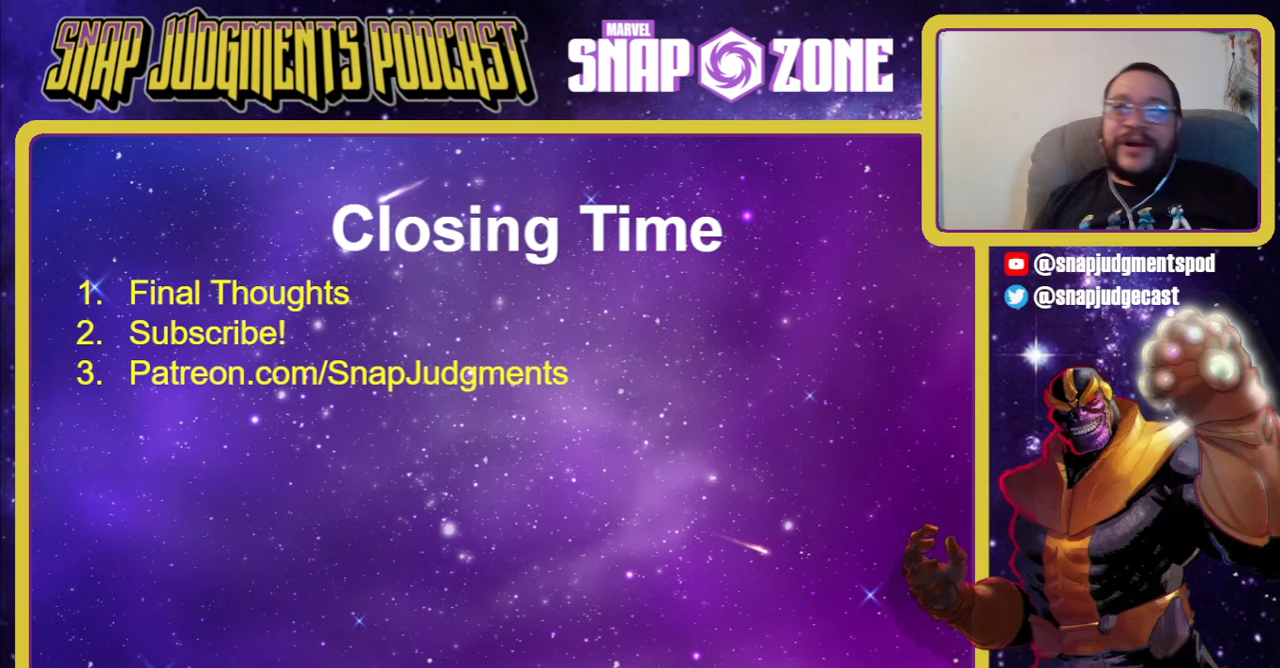 SNAP JUDGMENTS PODCAST
MARVEL
SNAP ZONE
Closing Time
1. Final Thoughts
2. Subscribe!
3. Patreon.com/SnapJudgments
@snapjudgmentspod
@snapjudgecast